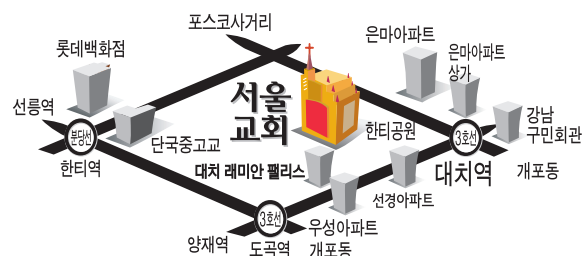 포스코사거리
은마아파트
은마아파트
상가
롯데백화점
선릉역
분당선
한티역
단국중고교
서울
교회
한티공원
3호선
대치역
강남
구민회관
개포동
대치 래미안 팰리스
선경아파트
3호선
우성아파트
양재역
도곡역
개포동